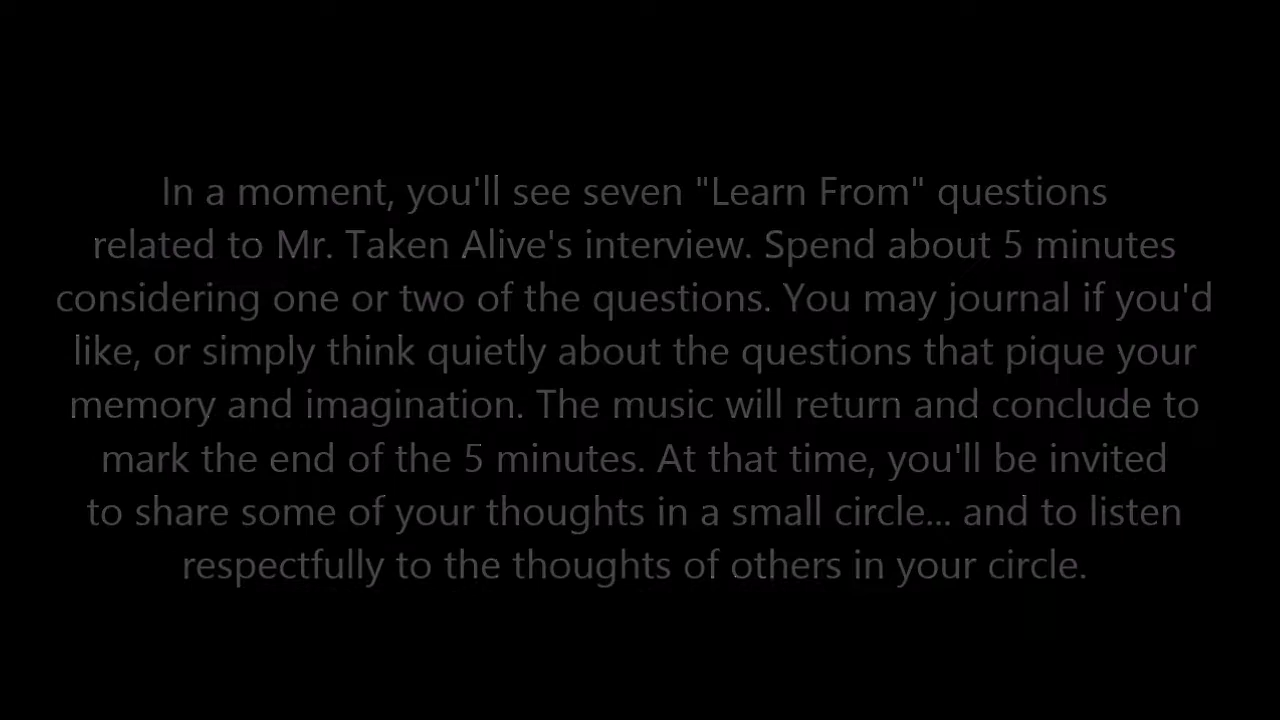 In a moment, you'll see seven "Learn From" questions
related to Mr. Taken Alive's interview. Spend about 5 minutes
considering one or two of the questions. You may journal if you'd
like, or simply think quietly about the questions that pique your
memory and imagination. The music will return and conclude to
mark the end of the 5 minutes. At that time, you'll be invited
to share some of your thoughts in a small circle... and to listen
respectfully to the thoughts of others in your circle.